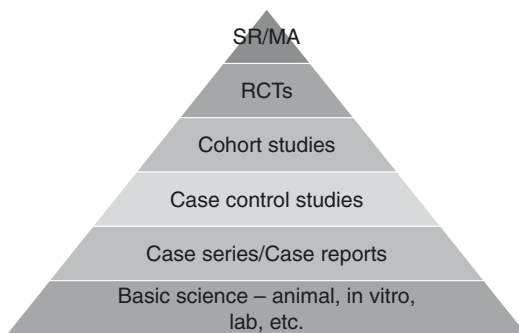 SR/MA
RCTs
Cohort studies
Case control studies
Case series/Case reports
Basic science – animal, in vitro,
lab, etc.